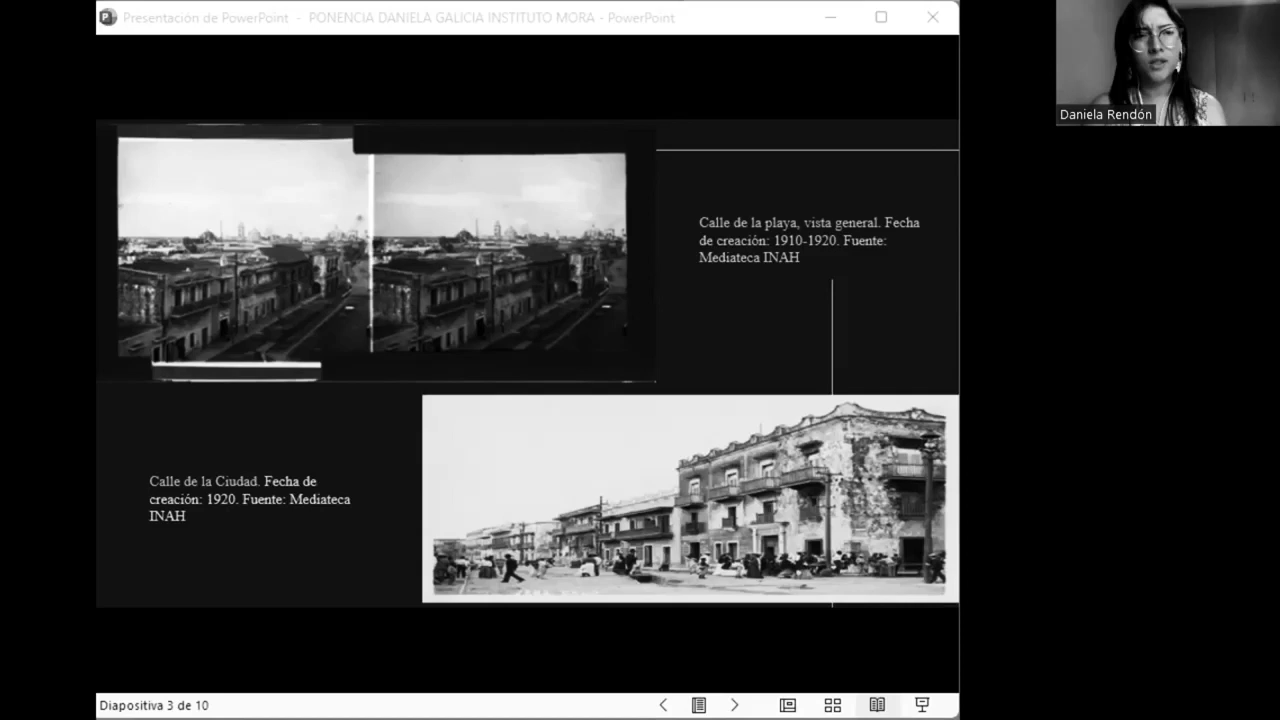 Presentación de PowerPoint - PONENCIA DANIELA GALICIA INSTITUTO MORA - PowerPoint
Daniela Rendón
Calle de la playa, vista general. Fecha
de creación: 1910-1920. Fuente:
Mediateca INAH
Calle de la Ciudad. Fecha de
creación: 1920. Fuente: Mediateca
INAH
Diapositiva 3 de 10